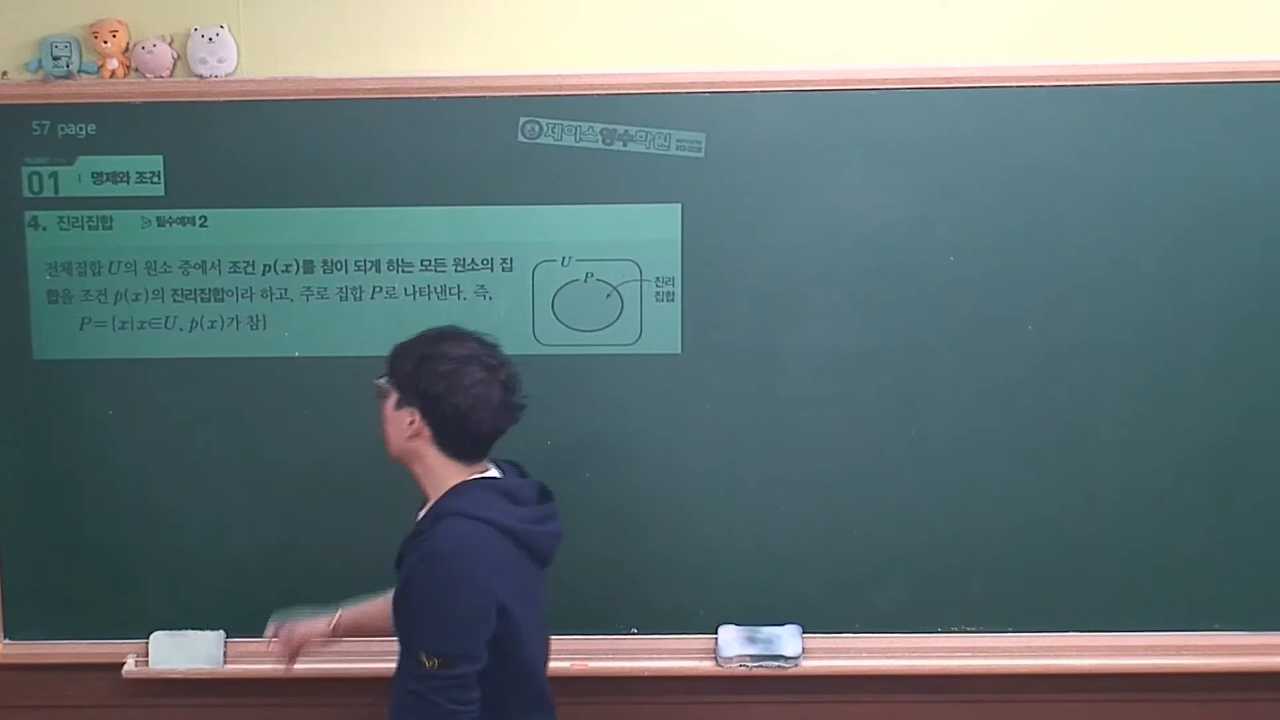 57 page
제이스영수학원
01 명제와 조건
4. 진리집합 ≫ 필수예제 2
전체집합 U의 원소 중에서 조건 p(x)를 참이 되게 하는 모든 원소의 집
합을 조건 p(x)의 진리집합이라 하고, 주로 집합 P로 나타낸다. 즉,
P={x|x∈U, p(x)가 참}
U
P
진리
집합